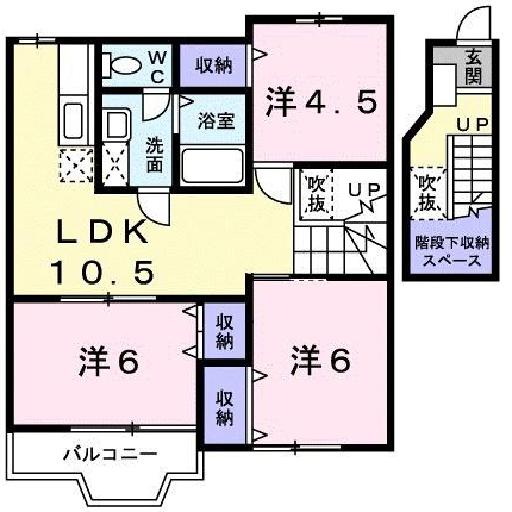 WC
収納
洋4.5
玄関
UP
浴室
洗面
吹抜
UP
吹抜
LDK
10.5
階段下収納
スペース
収納
洋6
洋6
収納
バルコニー